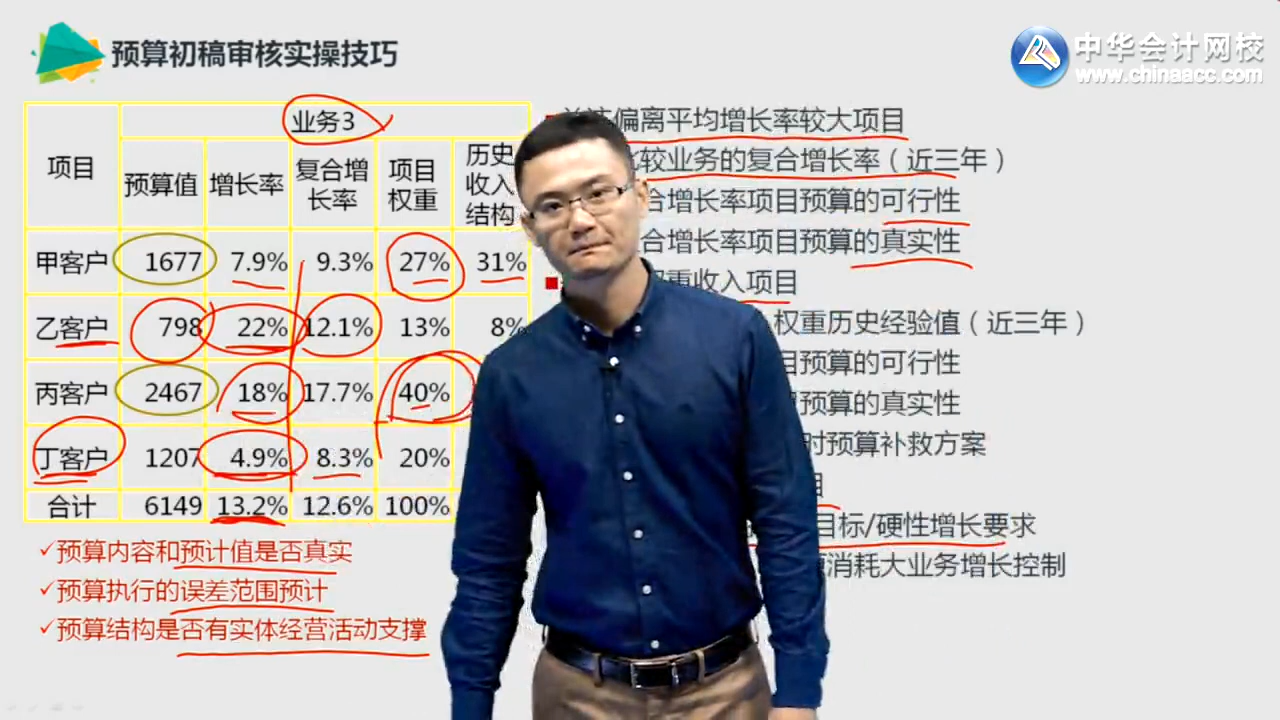 预算初稿审核实操技巧
中华会计网校
www.chinaacc.com
项目 业务3
预算值 增长率 复合增长率 项目权重 历史收入结构
甲客户 1677 7.9% 9.3% 27% 31%
乙客户 798 22% 12.1% 13% 8%
丙客户 2467 18% 17.7% 40%
丁客户 1207 4.9% 8.3% 20%
合计 6149 13.2% 12.6% 100%
✓预算内容和预计值是否真实
✓预算执行的误差范围预计
✓预算结构是否有实体经营活动支撑
偏离平均增长率较大项目
比较业务的复合增长率（近三年）
合增长率项目预算的可行性
合增长率项目预算的真实性
权重收入项目
权重历史经验值（近三年）
目预算的可行性
预算的真实性
时预算补救方案
目标/硬性增长要求
消耗大业务增长控制